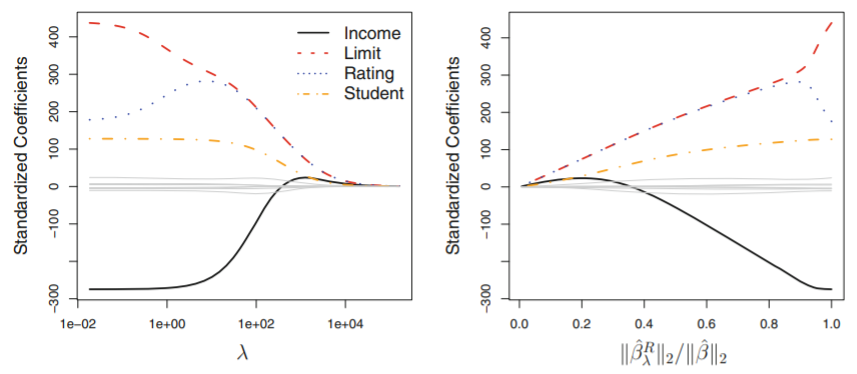 Standardized Coefficients
400
300
200
100
0
−100
−300
1e−02
1e+00
1e+02
1e+04
λ
Income
Limit
Rating
Student
Standardized Coefficients
400
300
200
100
0
−100
−300
0.0
0.2
0.4
0.6
0.8
1.0
‖β̂λᴿ‖₂/‖β̂‖₂